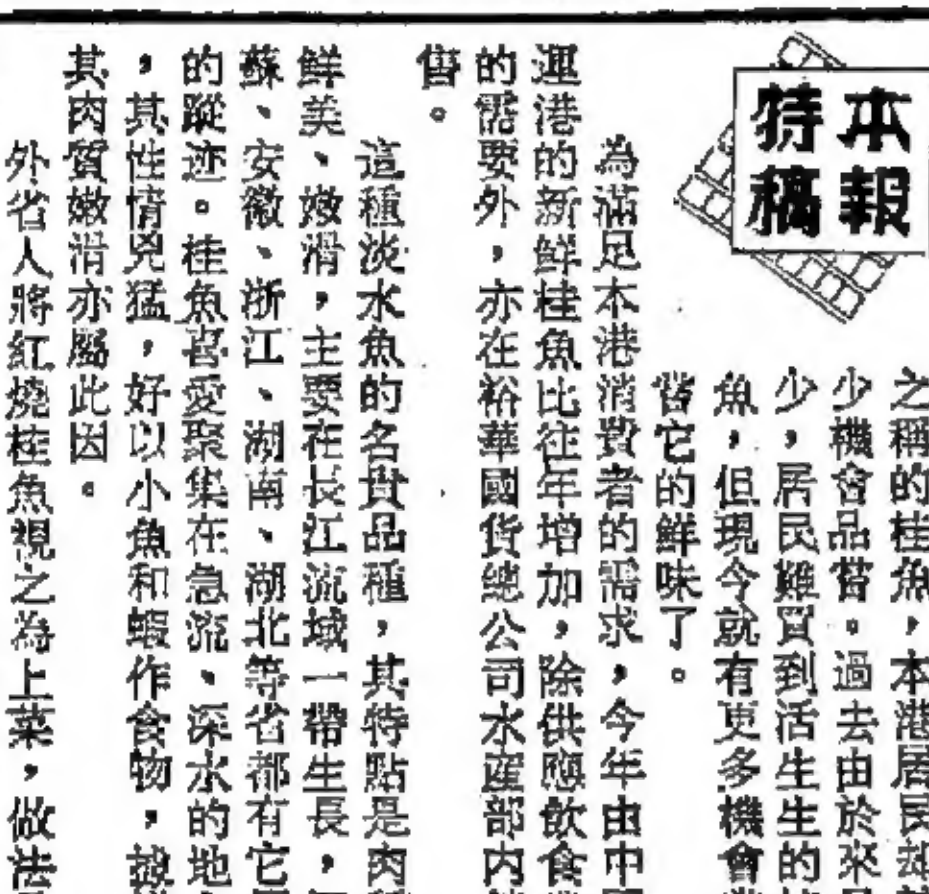 本報
特稿
之稱的桂魚，本港居民却
少機會品嘗。過去由於來
少，居民難買到活生生的
魚，但現今就有更多機會
嘗它的鮮味了。
為滿足本港消費者的需求，今年由中
運港的新鮮桂魚比往年增加，除供應飲食
的需要外，亦在裕華國貨總公司水產部內
售。
這種淡水魚的名貴品種，其特點是肉
鮮美、嫩滑，主要在長江流域一帶生長，
蘇、安徽、浙江、湖南、湖北等省都有它
的蹤迹。桂魚喜愛聚集在急流、深水的地
，其性情兇猛，好以小魚和蝦作食物，
其肉質嫩滑亦屬此因。
外省人將紅燒桂魚視之為上菜，做法